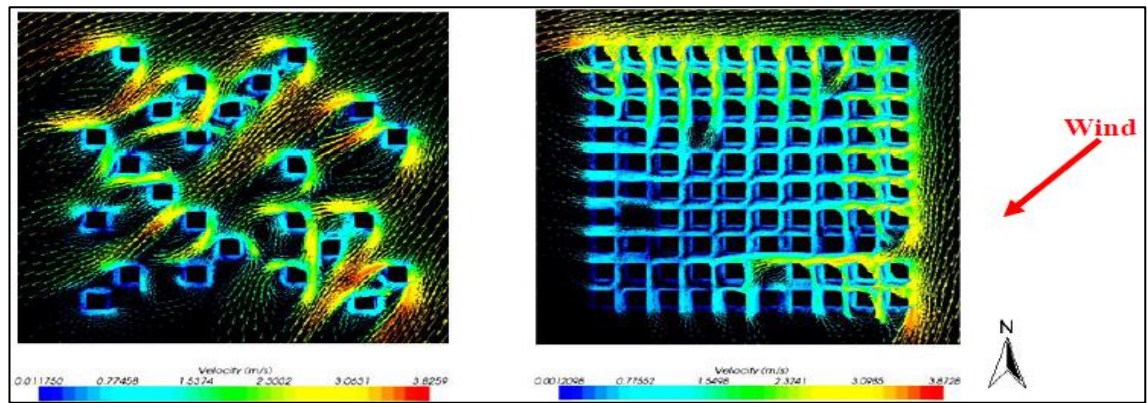 Wind
N
Velocity (m/s)
0.011750 0.77458 1.5374 2.3002 3.0631 3.8259
Velocity (m/s)
0.0012098 0.77552 1.5498 2.3241 3.0985 3.8728